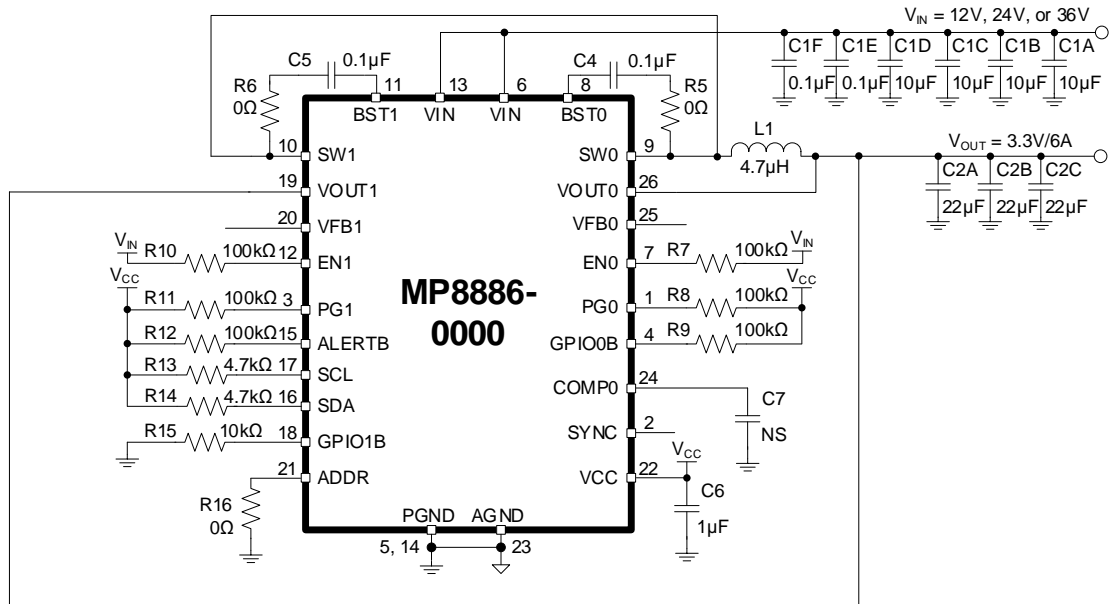 V_IN = 12V, 24V, or 36V
C1F C1E C1D C1C C1B C1A
0.1µF 0.1µF 10µF 10µF 10µF 10µF
C5 0.1µF
C4 0.1µF
R6
0Ω
R5
0Ω
11 13 6 8
BST1 VIN VIN BST0
10 SW1
SW0 9
L1
4.7µH
V_OUT = 3.3V/6A
C2A C2B C2C
22µF 22µF 22µF
19 VOUT1
VOUT0 26
20 VFB1
VFB0 25
V_IN
R10 100kΩ 12 EN1
EN0 7 R7 100kΩ
V_IN
V_CC
R11 100kΩ 3 PG1
PG0 1 R8 100kΩ
V_CC
R12 100kΩ 15 ALERTB
GPIO0B 4 R9 100kΩ
MP8886-
0000
R13 4.7kΩ 17 SCL
COMP0 24
C7
NS
R14 4.7kΩ 16 SDA
SYNC 2
R15 10kΩ 18 GPIO1B
V_CC
21 ADDR
VCC 22
C6
1µF
R16
0Ω
PGND AGND
5, 14 23